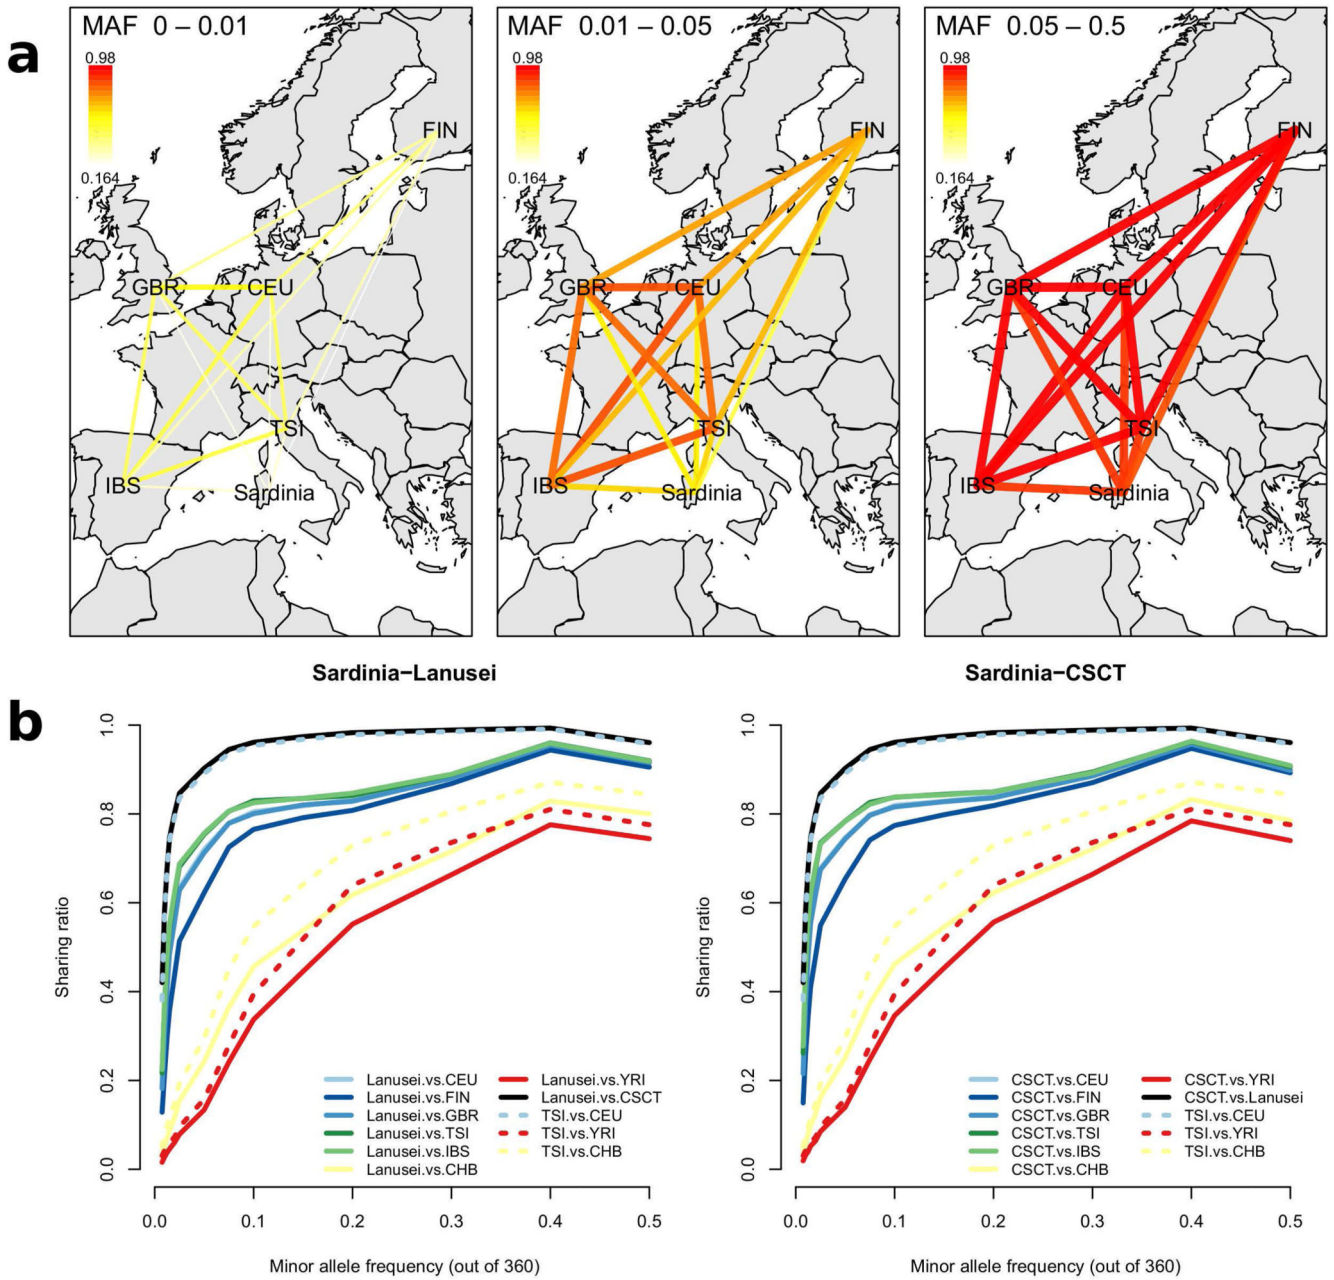 a
MAF 0 – 0.01
0.98
0.164
FIN
GBR
CEU
TSI
IBS
Sardinia
MAF 0.01 – 0.05
0.98
0.164
FIN
GBR
CEU
TSI
IBS
Sardinia
MAF 0.05 – 0.5
0.98
0.164
FIN
GBR
CEU
TSI
IBS
Sardinia
b
Sardinia−Lanusei
Sharing ratio
1.0
0.8
0.6
0.4
0.2
0.0
Lanusei.vs.CEU
Lanusei.vs.FIN
Lanusei.vs.GBR
Lanusei.vs.TSI
Lanusei.vs.IBS
Lanusei.vs.CHB
Lanusei.vs.YRI
Lanusei.vs.CSCT
TSI.vs.CEU
TSI.vs.YRI
TSI.vs.CHB
0.0 0.1 0.2 0.3 0.4 0.5
Minor allele frequency (out of 360)
Sardinia−CSCT
Sharing ratio
1.0
0.8
0.6
0.4
0.2
0.0
CSCT.vs.CEU
CSCT.vs.FIN
CSCT.vs.GBR
CSCT.vs.TSI
CSCT.vs.IBS
CSCT.vs.CHB
CSCT.vs.YRI
CSCT.vs.Lanusei
TSI.vs.CEU
TSI.vs.YRI
TSI.vs.CHB
0.0 0.1 0.2 0.3 0.4 0.5
Minor allele frequency (out of 360)